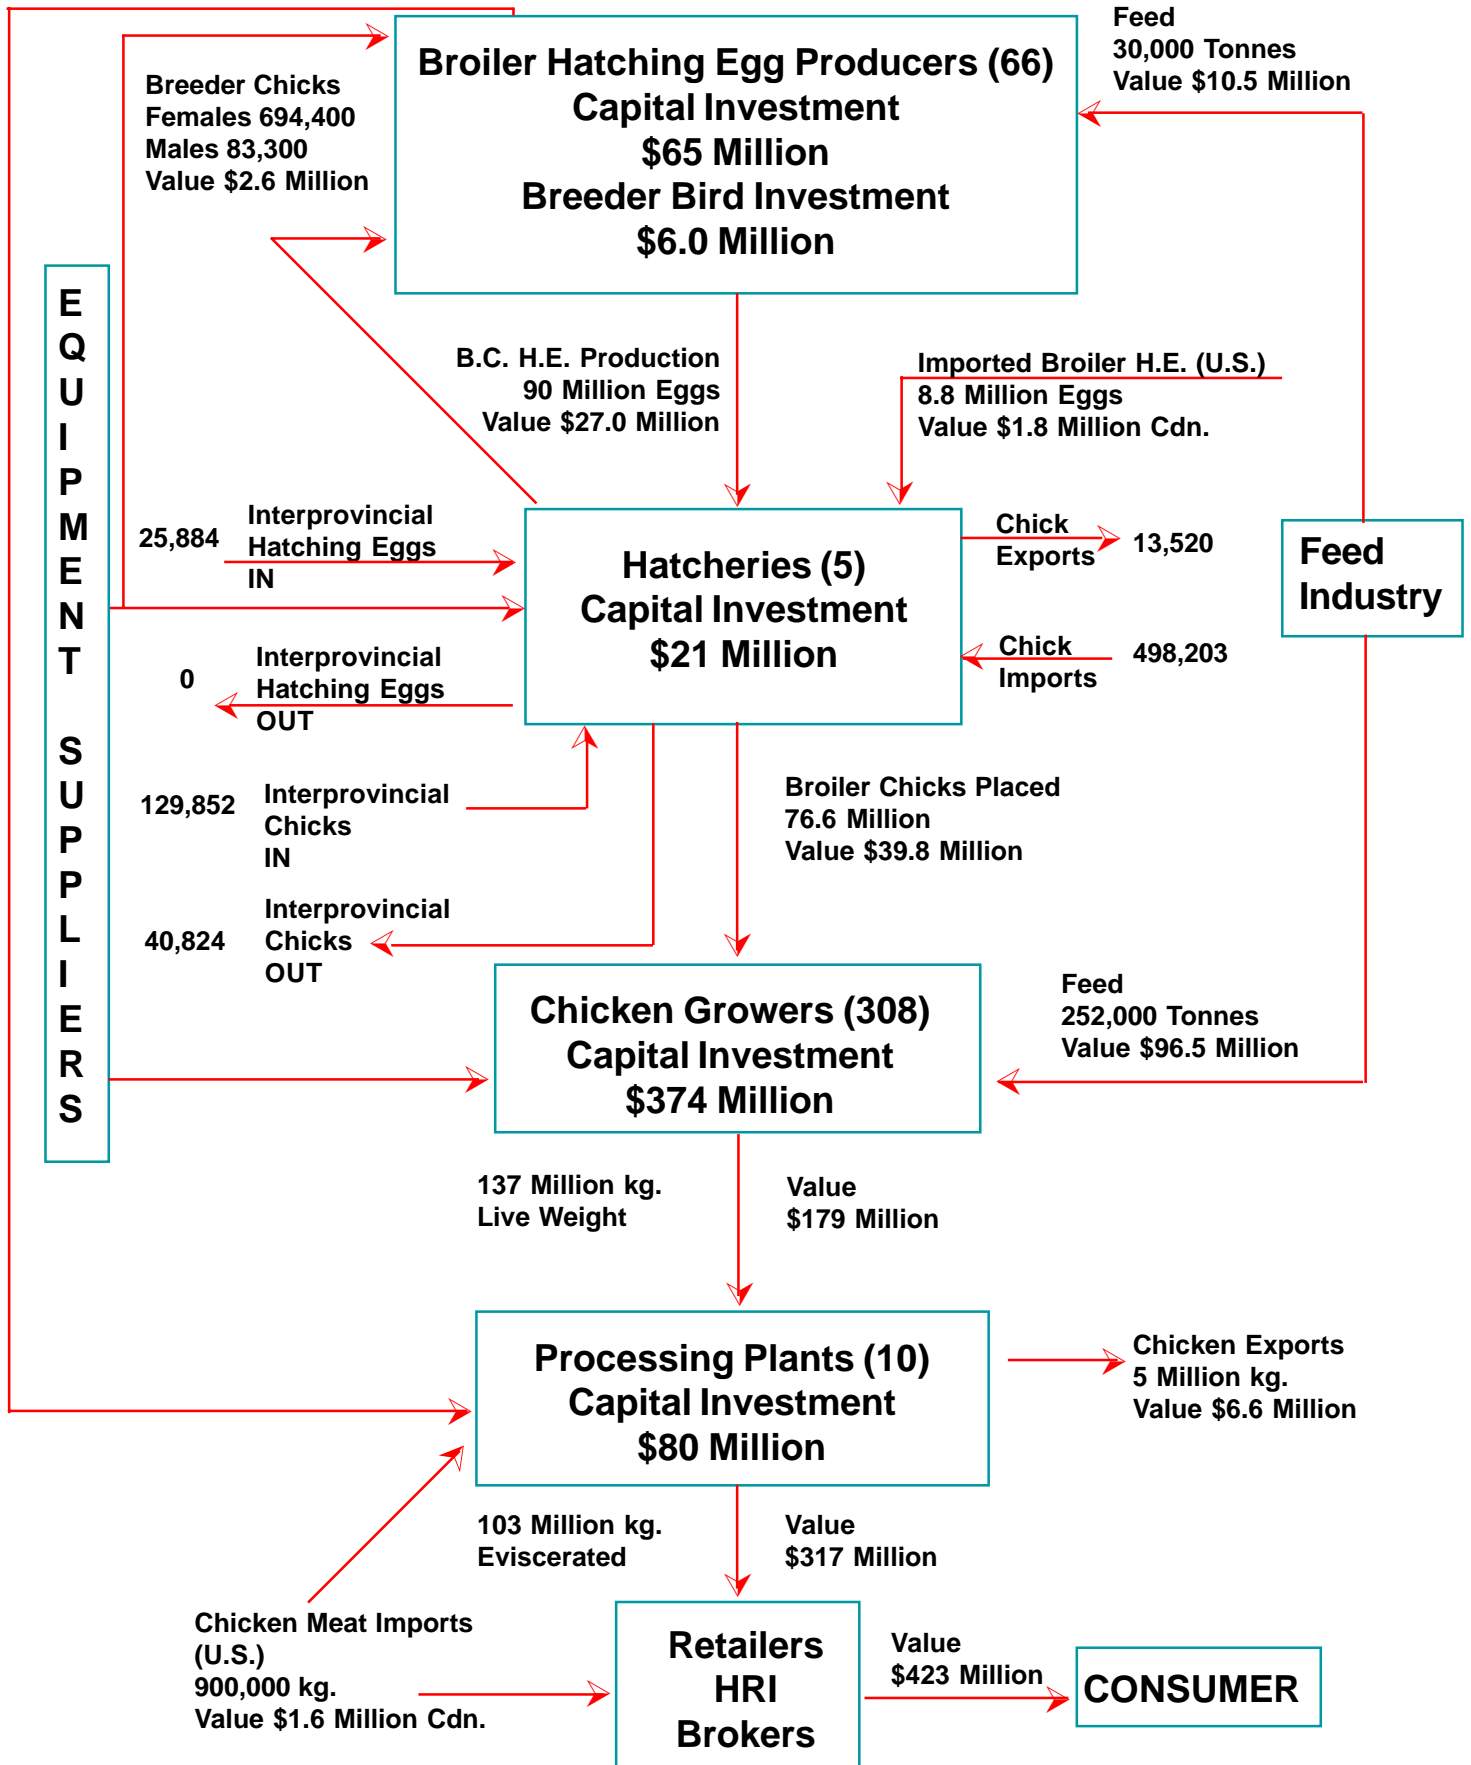 Feed
30,000 Tonnes
Value $10.5 Million
Broiler Hatching Egg Producers (66)
Capital Investment
$65 Million
Breeder Bird Investment
$6.0 Million
Breeder Chicks
Females 694,400
Males 83,300
Value $2.6 Million
EQUIPMENT SUPPLIERS
B.C. H.E. Production
90 Million Eggs
Value $27.0 Million
Imported Broiler H.E. (U.S.)
8.8 Million Eggs
Value $1.8 Million Cdn.
25,884
Interprovincial
Hatching Eggs
IN
Hatcheries (5)
Capital Investment
$21 Million
Chick
Exports
13,520
Feed
Industry
0
Interprovincial
Hatching Eggs
OUT
Chick
Imports
498,203
129,852
Interprovincial
Chicks
IN
Broiler Chicks Placed
76.6 Million
Value $39.8 Million
40,824
Interprovincial
Chicks
OUT
Chicken Growers (308)
Capital Investment
$374 Million
Feed
252,000 Tonnes
Value $96.5 Million
137 Million kg.
Live Weight
Value
$179 Million
Processing Plants (10)
Capital Investment
$80 Million
Chicken Exports
5 Million kg.
Value $6.6 Million
103 Million kg.
Eviscerated
Value
$317 Million
Chicken Meat Imports
(U.S.)
900,000 kg.
Value $1.6 Million Cdn.
Retailers
HRI
Brokers
Value
$423 Million
CONSUMER